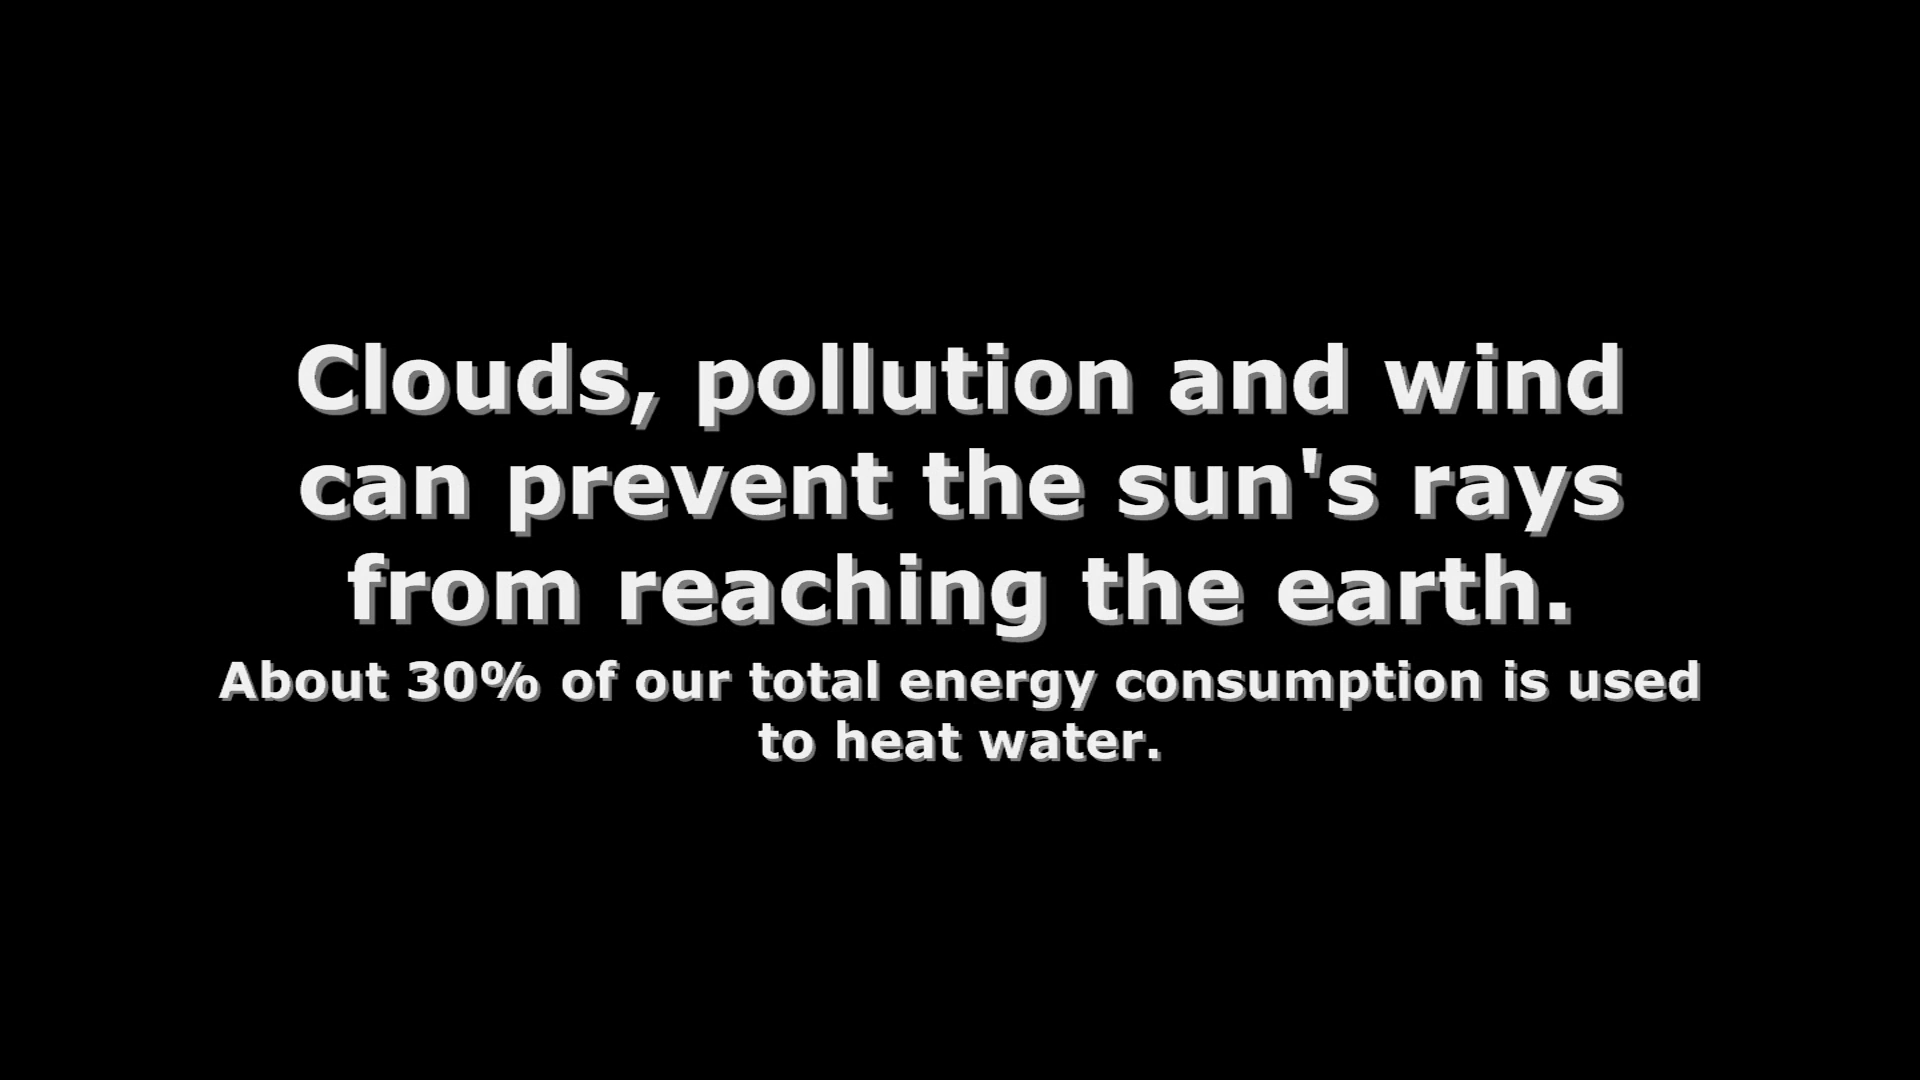 Clouds, pollution and wind
can prevent the sun's rays
from reaching the earth.
About 30% of our total energy consumption is used
to heat water.